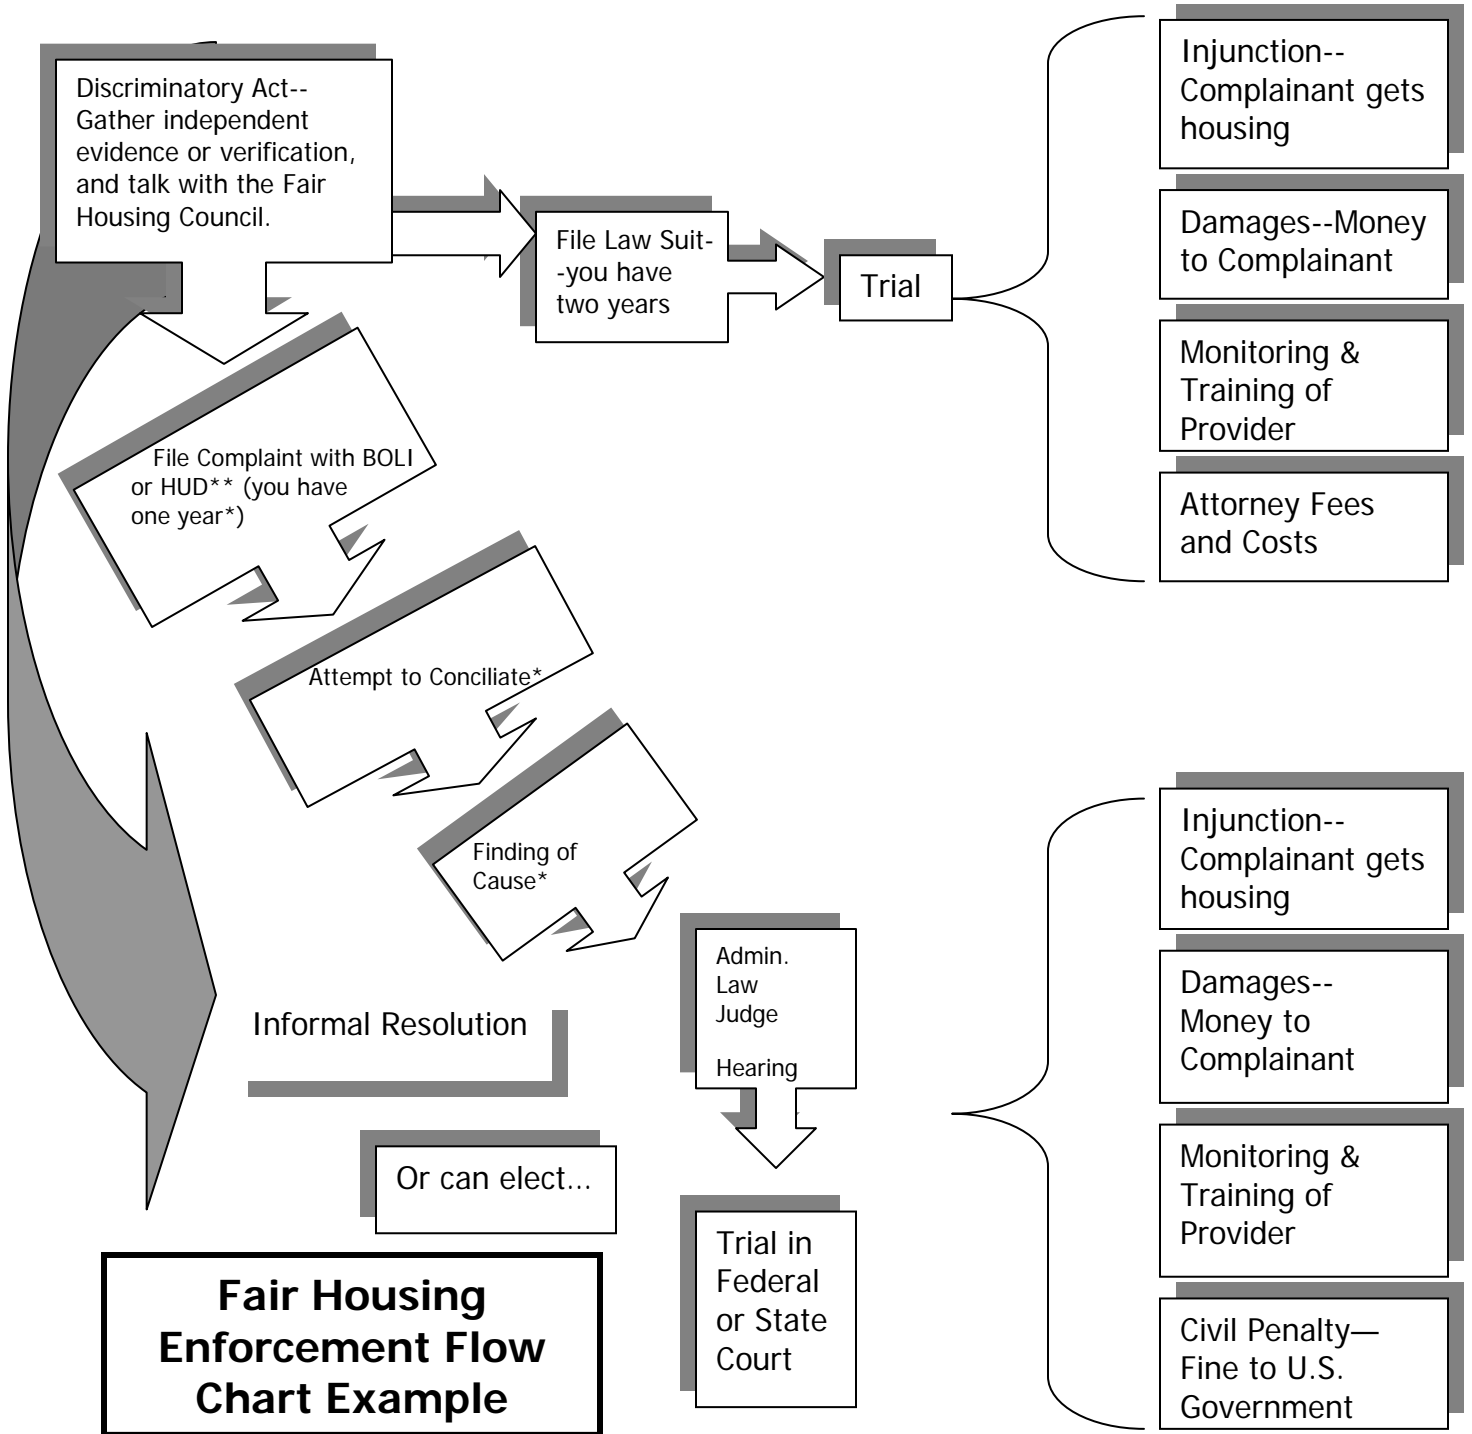 Discriminatory Act--
Gather independent
evidence or verification,
and talk with the Fair
Housing Council.
File Law Suit-
-you have
two years
Trial
Injunction--
Complainant gets
housing
Damages--Money
to Complainant
Monitoring &
Training of
Provider
Attorney Fees
and Costs
File Complaint with BOLI
or HUD** (you have
one year*)
Attempt to Conciliate*
Finding of
Cause*
Admin.
Law
Judge
Hearing
Informal Resolution
Or can elect...
Trial in
Federal
or State
Court
Injunction--
Complainant gets
housing
Damages--
Money to
Complainant
Monitoring &
Training of
Provider
Civil Penalty—
Fine to U.S.
Government
Fair Housing
Enforcement Flow
Chart Example